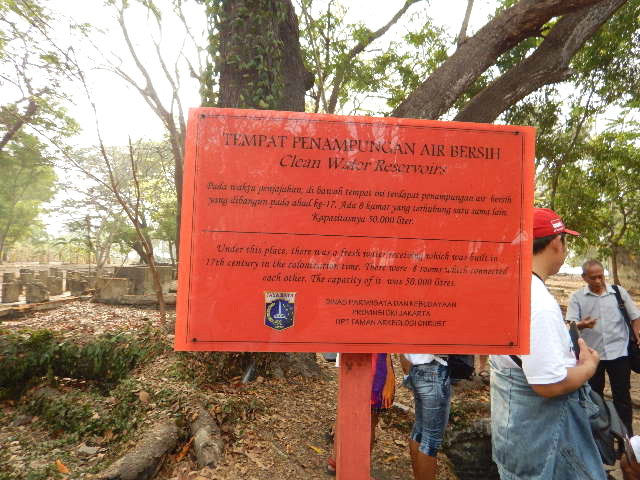 TEMPAT PENAMPUNGAN AIR BERSIH
Clean Water Reservoirs
Pada waktu penjajahan, di bawah tempat ini terdapat penampungan air bersih
yang dibangun pada abad ke-17. Ada 8 kamar yang terhubung satu sama lain.
Kapasitasnya 50.000 liter.
Under this place, there was a fresh water receiving which was built in
17th century in the colonization time. There were 8 rooms which connected
each other. The capacity of it was 50.000 litres.
JAYA RAYA
DINAS PARIWISATA DAN KEBUDAYAAN
PROVINSI DKI JAKARTA
UPT TAMAN ARKEOLOGI ONRUST